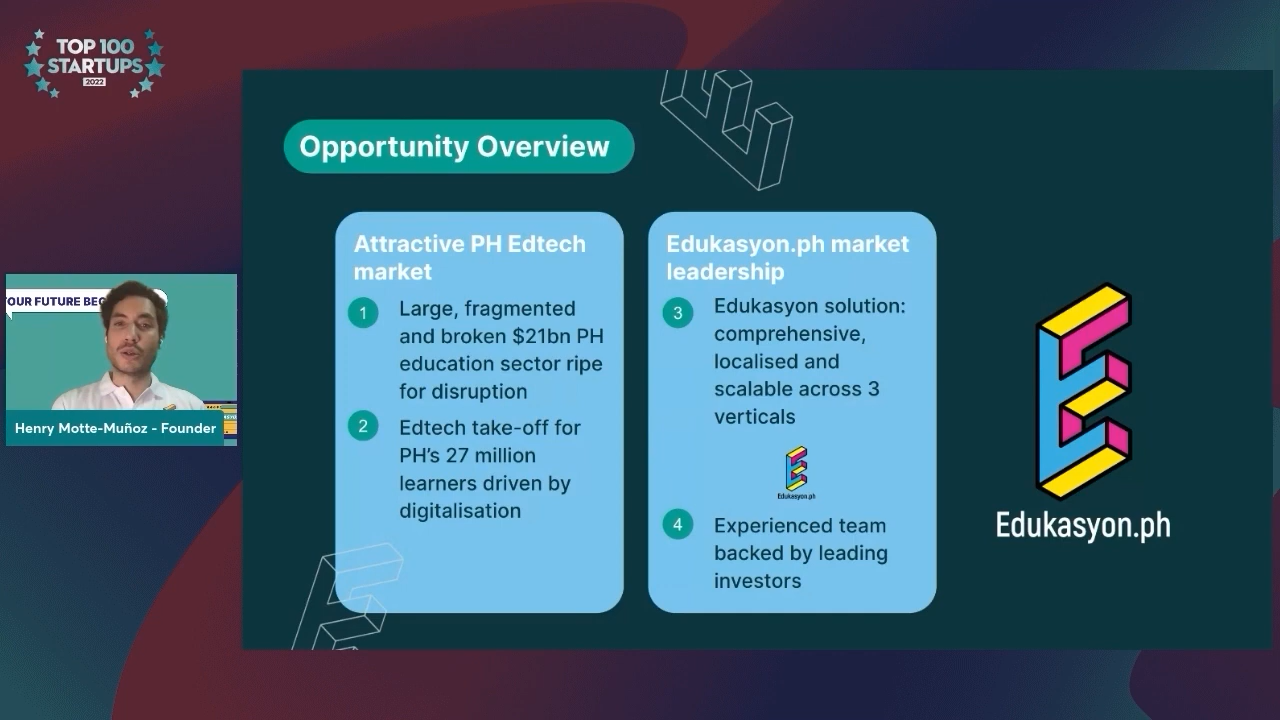 TOP 100
STARTUPS
2022
Opportunity Overview
Attractive PH Edtech
market
1
Large, fragmented
and broken $21bn PH
education sector ripe
for disruption
2
Edtech take-off for
PH’s 27 million
learners driven by
digitalisation
Edukasyon.ph market
leadership
3
Edukasyon solution:
comprehensive,
localised and
scalable across 3
verticals
Edukasyon.ph
4
Experienced team
backed by leading
investors
Edukasyon.ph
OUR FUTURE BEG
Henry Motte-Muñoz - Founder